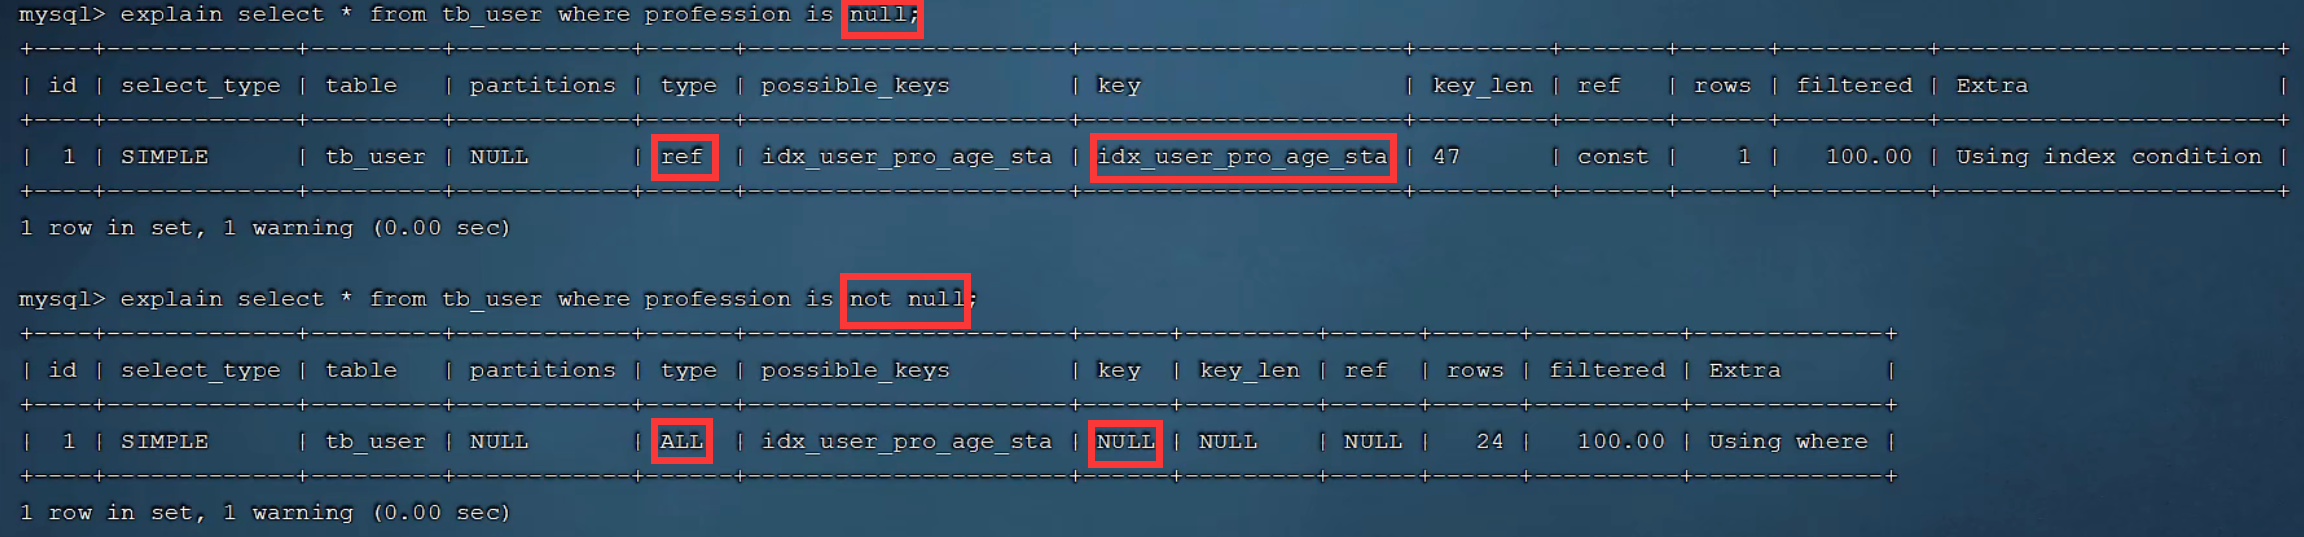 mysql> explain select * from tb_user where profession is null;
+----+-------------+---------+------------+------+----------------------+----------------------+---------+-------+------+----------+-----------------------+
| id | select_type | table   | partitions | type | possible_keys        | key                  | key_len | ref   | rows | filtered | Extra                 |
+----+-------------+---------+------------+------+----------------------+----------------------+---------+-------+------+----------+-----------------------+
|  1 | SIMPLE      | tb_user | NULL       | ref  | idx_user_pro_age_sta | idx_user_pro_age_sta | 47      | const |    1 |   100.00 | Using index condition |
+----+-------------+---------+------------+------+----------------------+----------------------+---------+-------+------+----------+-----------------------+
1 row in set, 1 warning (0.00 sec)
mysql> explain select * from tb_user where profession is not null;
+----+-------------+---------+------------+------+----------------------+------+---------+------+------+----------+-------------+
| id | select_type | table   | partitions | type | possible_keys        | key  | key_len | ref  | rows | filtered | Extra       |
+----+-------------+---------+------------+------+----------------------+------+---------+------+------+----------+-------------+
|  1 | SIMPLE      | tb_user | NULL       | ALL  | idx_user_pro_age_sta | NULL | NULL    | NULL |   24 |   100.00 | Using where |
+----+-------------+---------+------------+------+----------------------+------+---------+------+------+----------+-------------+
1 row in set, 1 warning (0.00 sec)